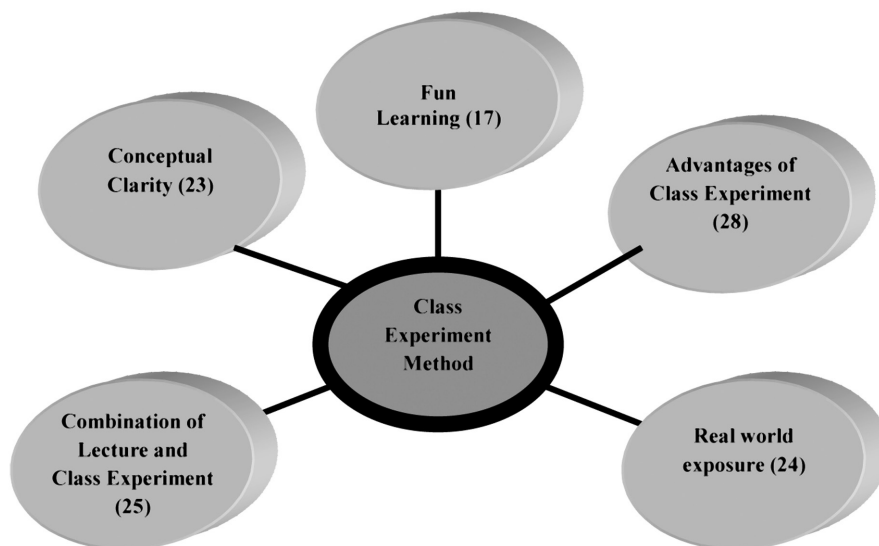 Fun
Learning (17)
Conceptual
Clarity (23)
Advantages of
Class Experiment
(28)
Class
Experiment
Method
Combination of
Lecture and
Class Experiment
(25)
Real world
exposure (24)